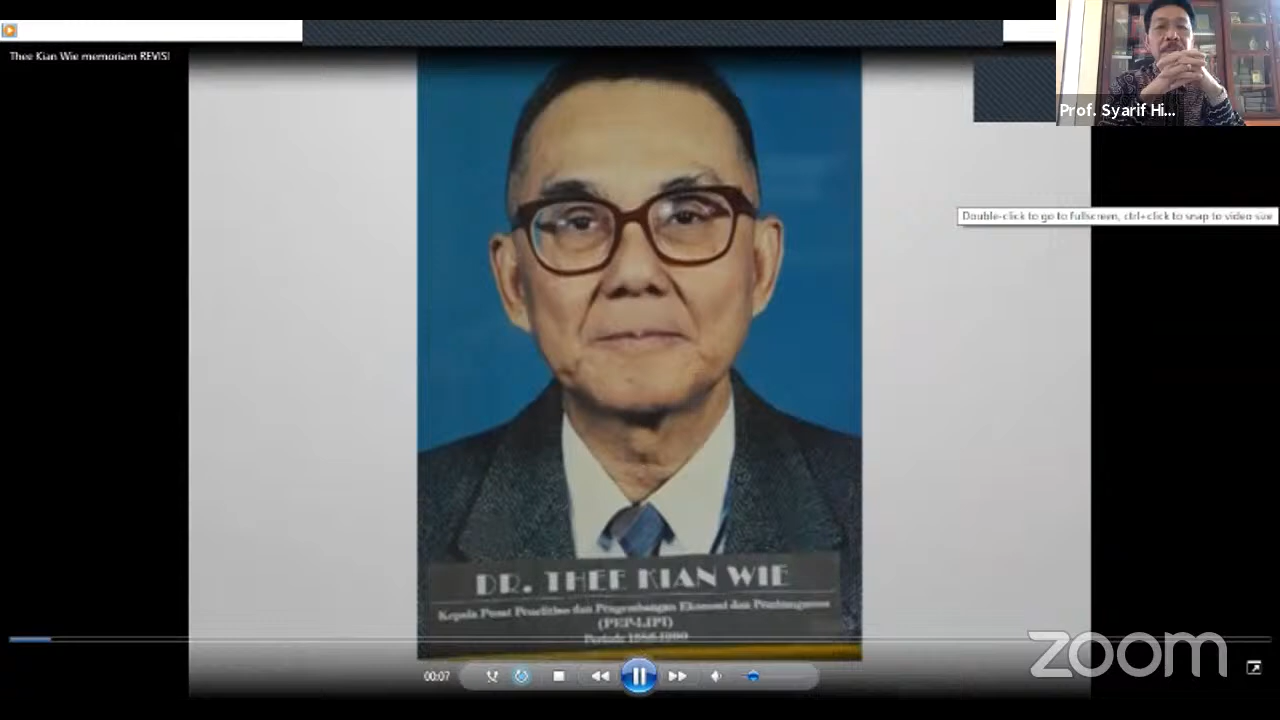 Thee Kian Wie memoriam REVISI
Prof. Syarif Hi...
Double-click to go to fullscreen, ctrl+click to snap to video size
DR. THEE KIAN WIE
Kepala Pusat Penelitian dan Pengembangan Ekonomi dan Pembangunan
(PEP-LIPI)
Periode
00:07
zoom